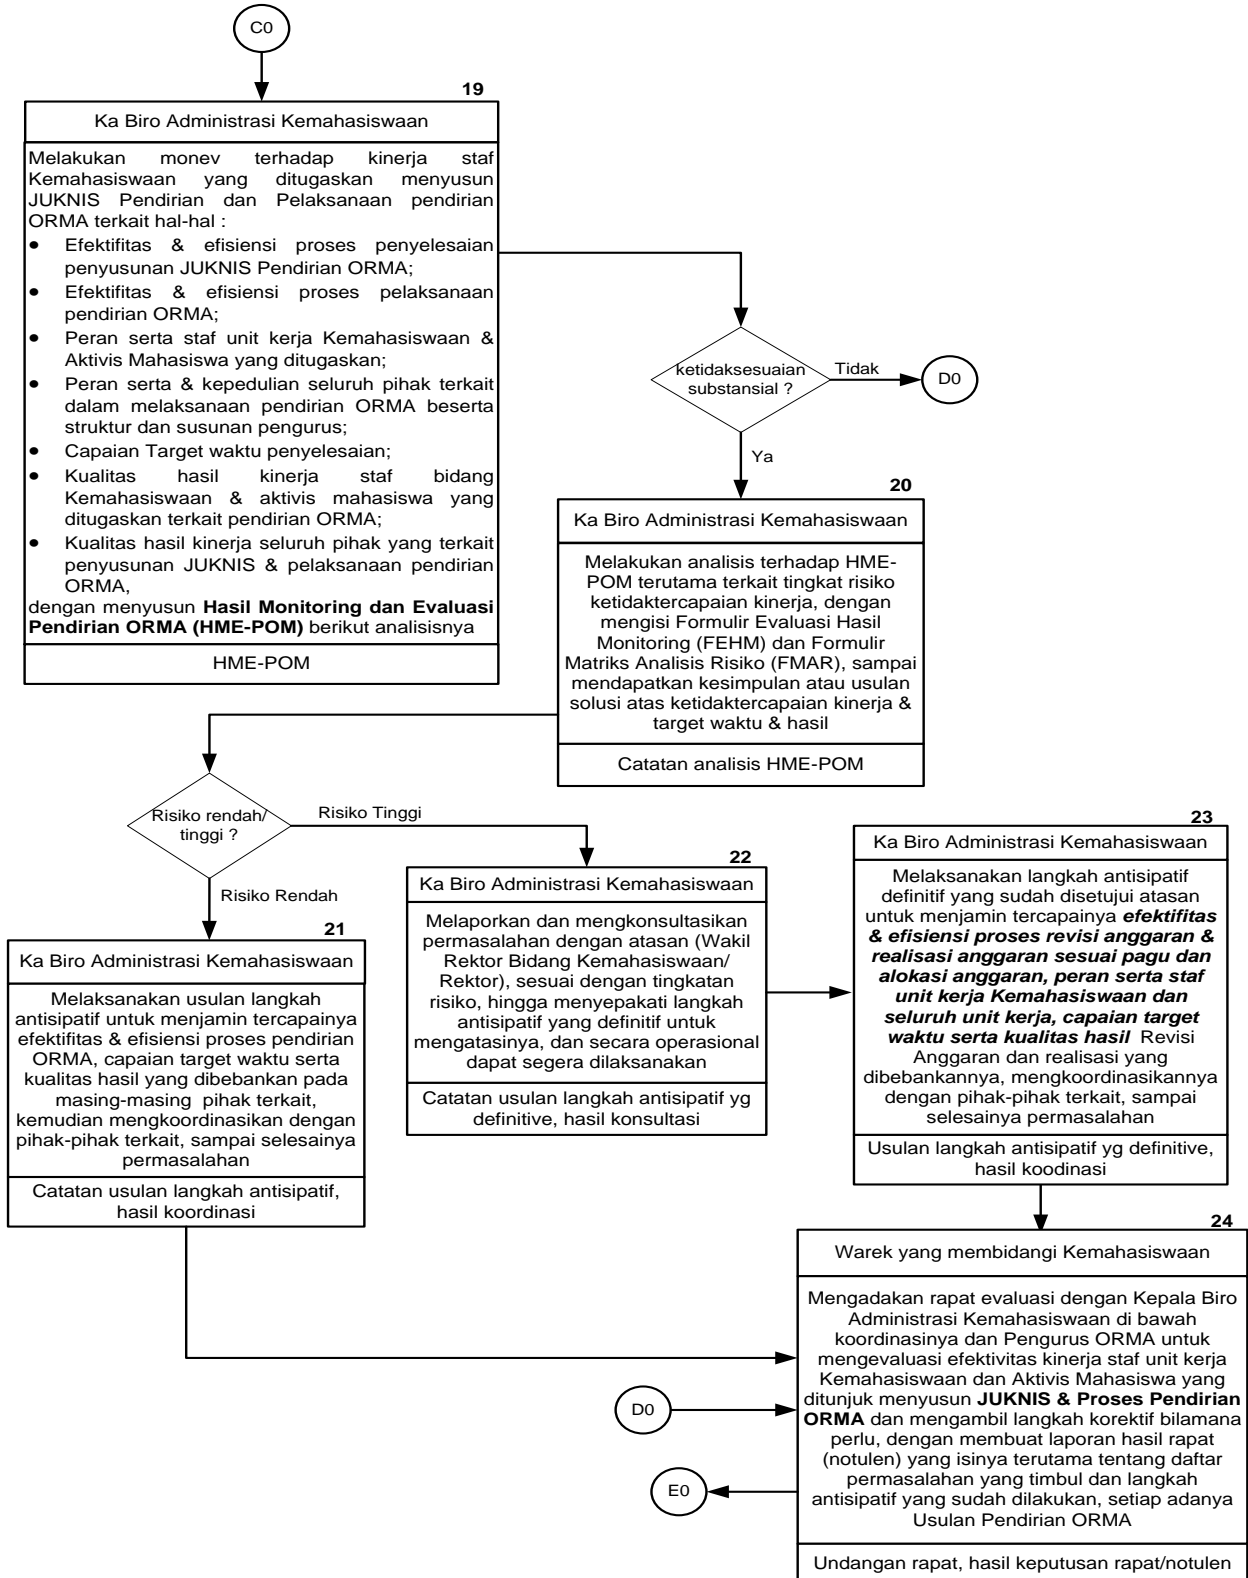 C0
19
Ka Biro Administrasi Kemahasiswaan
Melakukan monev terhadap kinerja staf
Kemahasiswaan yang ditugaskan menyusun
JUKNIS Pendirian dan Pelaksanaan pendirian
ORMA terkait hal-hal :
● Efektifitas & efisiensi proses penyelesaian
penyusunan JUKNIS Pendirian ORMA;
● Efektifitas & efisiensi proses pelaksanaan
pendirian ORMA;
● Peran serta staf unit kerja Kemahasiswaan &
Aktivis Mahasiswa yang ditugaskan;
● Peran serta & kepedulian seluruh pihak terkait
dalam melaksanaan pendirian ORMA beserta
struktur dan susunan pengurus;
● Capaian Target waktu penyelesaian;
● Kualitas hasil kinerja staf bidang
Kemahasiswaan & aktivis mahasiswa yang
ditugaskan terkait pendirian ORMA;
● Kualitas hasil kinerja seluruh pihak yang terkait
penyusunan JUKNIS & pelaksanaan pendirian
ORMA,
dengan menyusun Hasil Monitoring dan Evaluasi
Pendirian ORMA (HME-POM) berikut analisisnya
HME-POM
ketidaksesuaian
substansial ?
Tidak
D0
Ya
20
Ka Biro Administrasi Kemahasiswaan
Melakukan analisis terhadap HME-
POM terutama terkait tingkat risiko
ketidaktercapaian kinerja, dengan
mengisi Formulir Evaluasi Hasil
Monitoring (FEHM) dan Formulir
Matriks Analisis Risiko (FMAR), sampai
mendapatkan kesimpulan atau usulan
solusi atas ketidaktercapaian kinerja &
target waktu & hasil
Catatan analisis HME-POM
Risiko rendah/
tinggi ?
Risiko Tinggi
Risiko Rendah
21
Ka Biro Administrasi Kemahasiswaan
Melaksanakan usulan langkah
antisipatif untuk menjamin tercapainya
efektifitas & efisiensi proses pendirian
ORMA, capaian target waktu serta
kualitas hasil yang dibebankan pada
masing-masing pihak terkait,
kemudian mengkoordinasikan dengan
pihak-pihak terkait, sampai selesainya
permasalahan
Catatan usulan langkah antisipatif,
hasil koordinasi
22
Ka Biro Administrasi Kemahasiswaan
Melaporkan dan mengkonsultasikan
permasalahan dengan atasan (Wakil
Rektor Bidang Kemahasiswaan/
Rektor), sesuai dengan tingkatan
risiko, hingga menyepakati langkah
antisipatif yang definitif untuk
mengatasinya, dan secara operasional
dapat segera dilaksanakan
Catatan usulan langkah antisipatif yg
definitive, hasil konsultasi
23
Ka Biro Administrasi Kemahasiswaan
Melaksanakan langkah antisipatif
definitif yang sudah disetujui atasan
untuk menjamin tercapainya efektifitas
& efisiensi proses revisi anggaran &
realisasi anggaran sesuai pagu dan
alokasi anggaran, peran serta staf
unit kerja Kemahasiswaan dan
seluruh unit kerja, capaian target
waktu serta kualitas hasil Revisi
Anggaran dan realisasi yang
dibebankannya, mengkoordinasikannya
dengan pihak-pihak terkait, sampai
selesainya permasalahan
Usulan langkah antisipatif yg definitive,
hasil koodinasi
24
Warek yang membidangi Kemahasiswaan
Mengadakan rapat evaluasi dengan Kepala Biro
Administrasi Kemahasiswaan di bawah
koordinasinya dan Pengurus ORMA untuk
mengevaluasi efektivitas kinerja staf unit kerja
Kemahasiswaan dan Aktivis Mahasiswa yang
ditunjuk menyusun JUKNIS & Proses Pendirian
ORMA dan mengambil langkah korektif bilamana
perlu, dengan membuat laporan hasil rapat
(notulen) yang isinya terutama tentang daftar
permasalahan yang timbul dan langkah
antisipatif yang sudah dilakukan, setiap adanya
Usulan Pendirian ORMA
Undangan rapat, hasil keputusan rapat/notulen
D0
E0